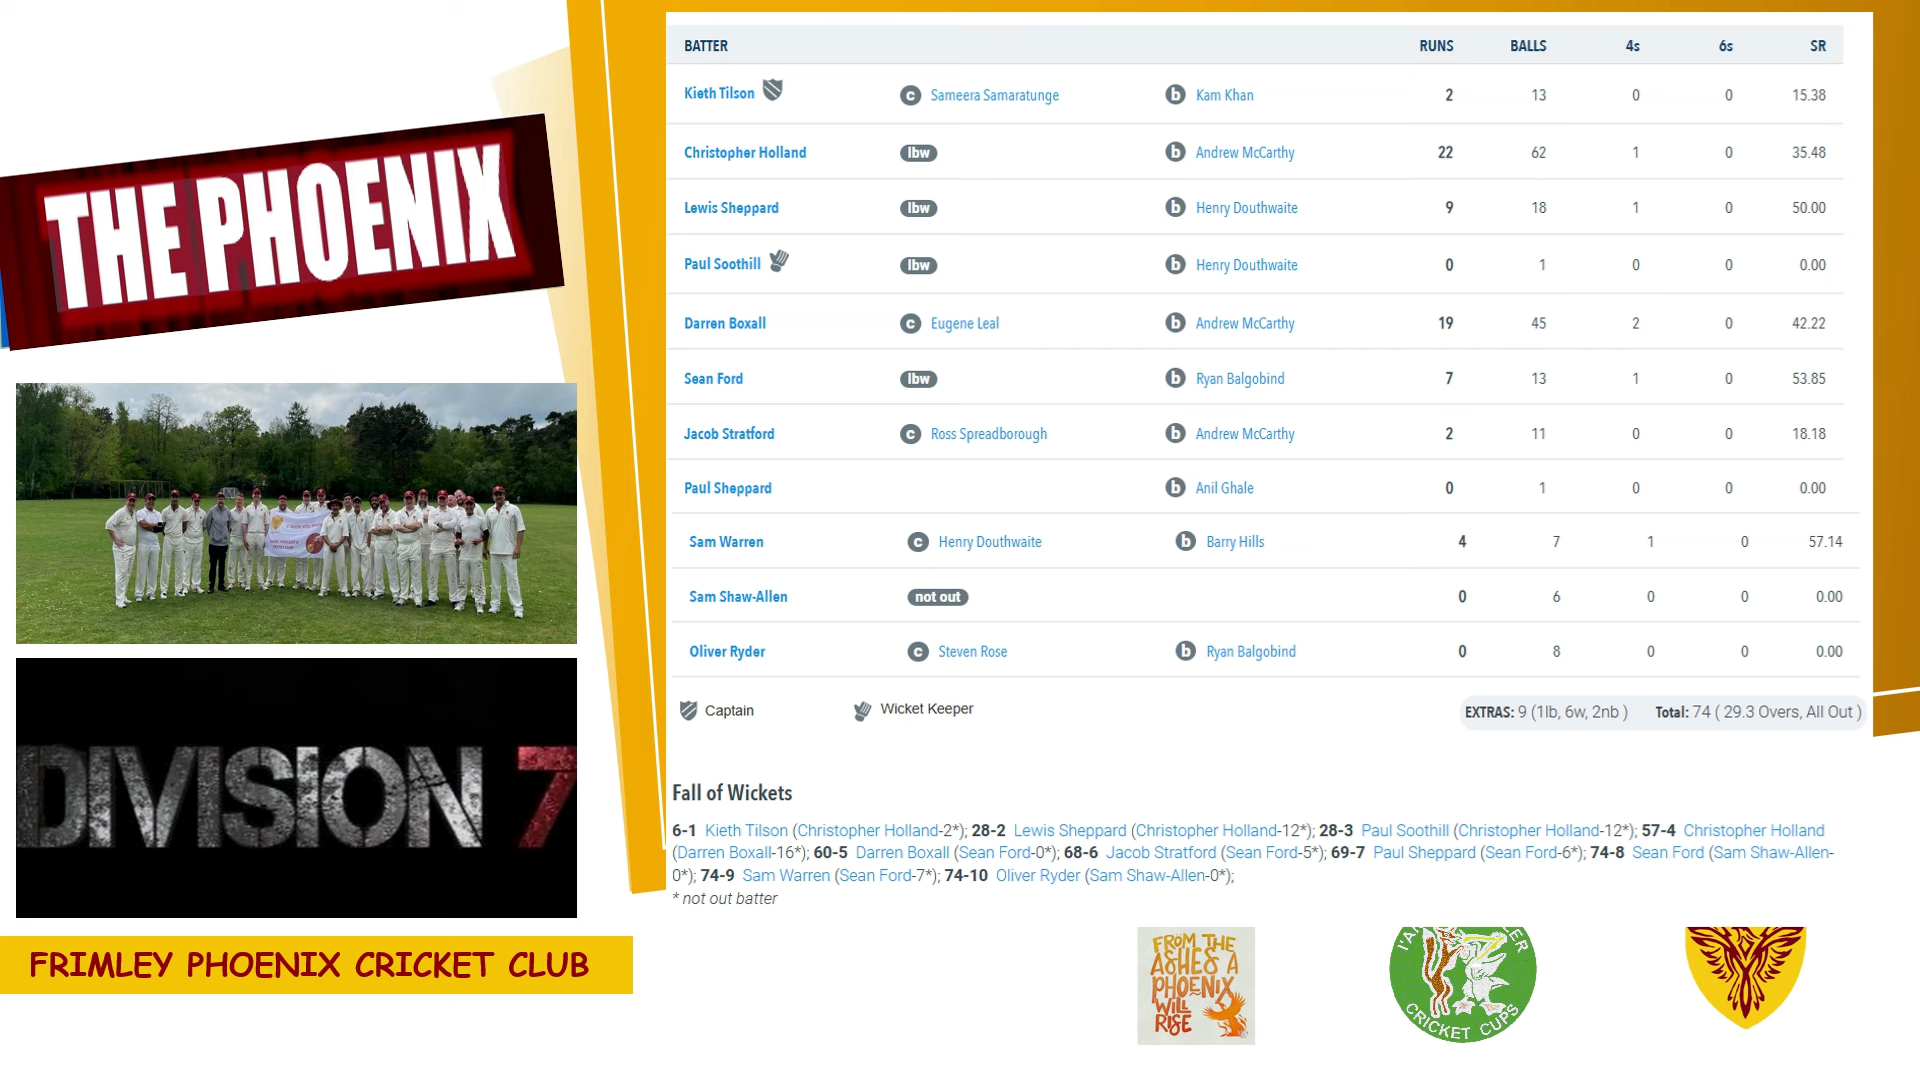 THE PHOENIX
DIVISION 7
FRIMLEY PHOENIX CRICKET CLUB
BATTER RUNS BALLS 4s 6s SR
Kieth Tilson c Sameera Samaratunge b Kam Khan 2 13 0 0 15.38
Christopher Holland lbw b Andrew McCarthy 22 62 1 0 35.48
Lewis Sheppard lbw b Henry Douthwaite 9 18 1 0 50.00
Paul Soothill lbw b Henry Douthwaite 0 1 0 0 0.00
Darren Boxall c Eugene Leal b Andrew McCarthy 19 45 2 0 42.22
Sean Ford lbw b Ryan Balgobind 7 13 1 0 53.85
Jacob Stratford c Ross Spreadborough b Andrew McCarthy 2 11 0 0 18.18
Paul Sheppard b Anil Ghale 0 1 0 0 0.00
Sam Warren c Henry Douthwaite b Barry Hills 4 7 1 0 57.14
Sam Shaw-Allen not out 0 6 0 0 0.00
Oliver Ryder c Steven Rose b Ryan Balgobind 0 8 0 0 0.00
Captain Wicket Keeper EXTRAS: 9 (1lb, 6w, 2nb ) Total: 74 ( 29.3 Overs, All Out )
Fall of Wickets
6-1 Kieth Tilson (Christopher Holland-2*); 28-2 Lewis Sheppard (Christopher Holland-12*); 28-3 Paul Soothill (Christopher Holland-12*); 57-4 Christopher Holland
(Darren Boxall-16*); 60-5 Darren Boxall (Sean Ford-0*); 68-6 Jacob Stratford (Sean Ford-5*); 69-7 Paul Sheppard (Sean Ford-6*); 74-8 Sean Ford (Sam Shaw-Allen-
0*); 74-9 Sam Warren (Sean Ford-7*); 74-10 Oliver Ryder (Sam Shaw-Allen-0*);
* not out batter
FROM THE
ASHES A
PHOENIX
WILL
RISE
CRICKET CUPS